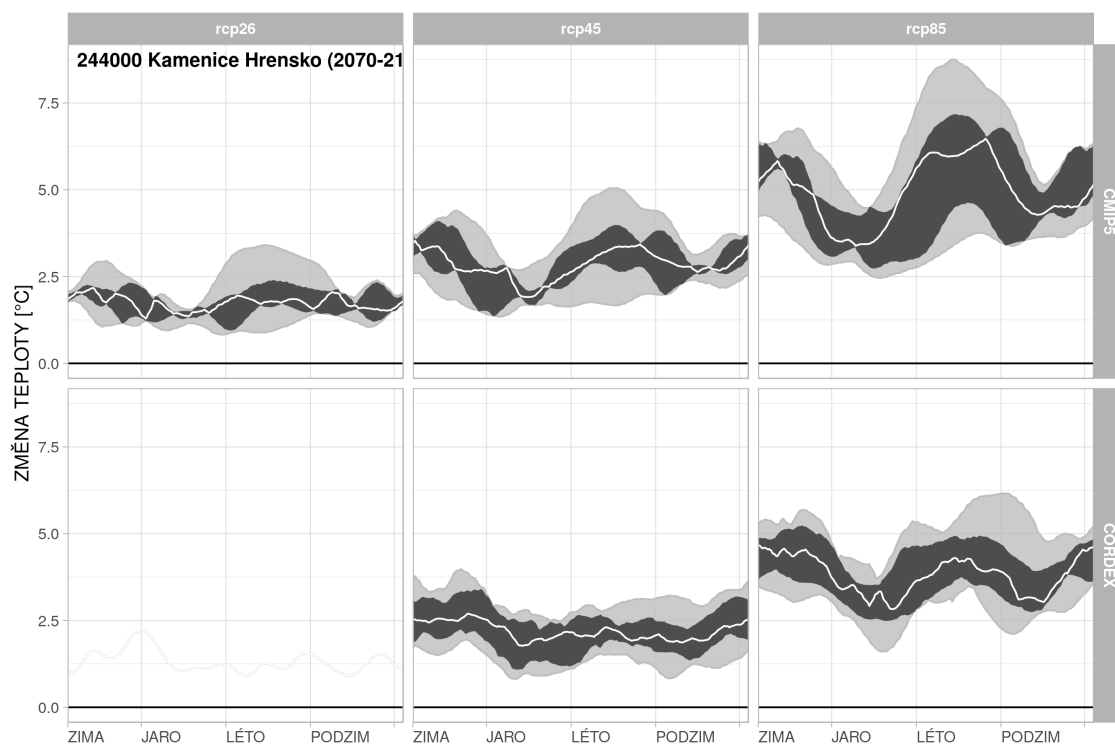 rcp26 rcp45 rcp85
244000 Kamenice Hrensko (2070-21
7.5
5.0
2.5
0.0
CMIP5
7.5
5.0
2.5
0.0
CORDEX
ZMĚNA TEPLOTY [°C]
ZIMA JARO LÉTO PODZIM ZIMA JARO LÉTO PODZIM ZIMA JARO LÉTO PODZIM